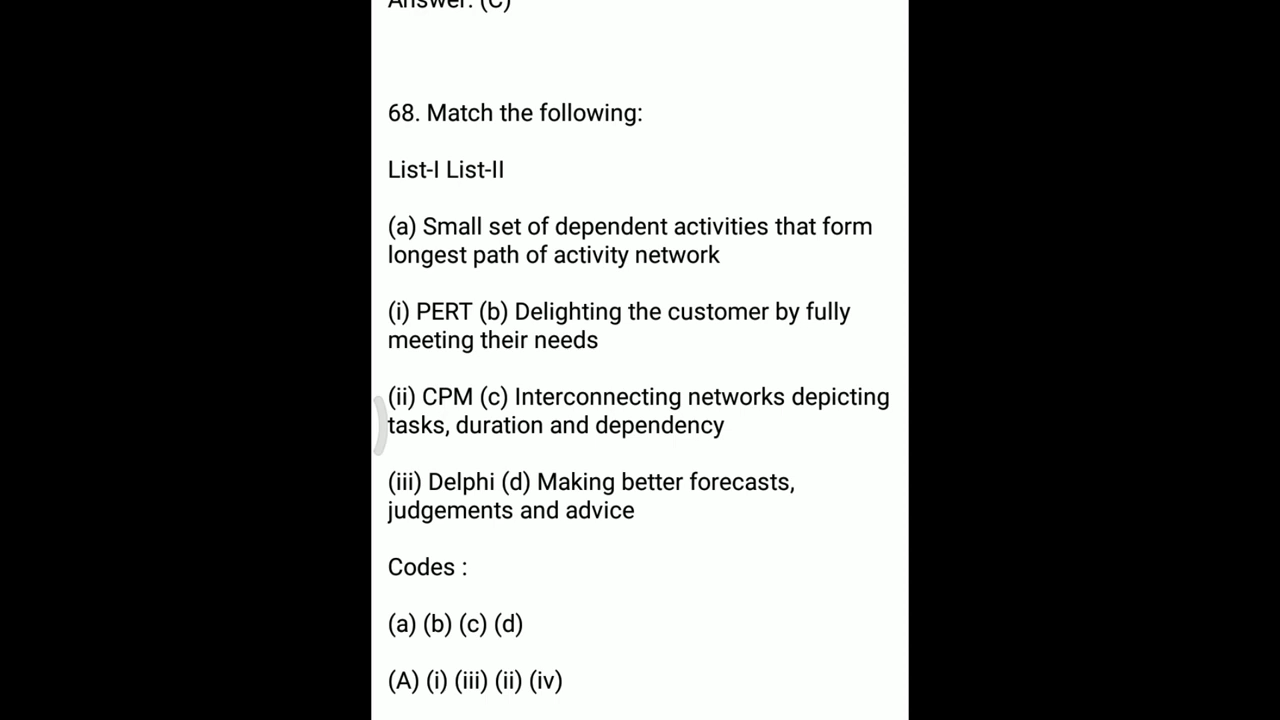 Answer: (C)
68. Match the following:
List-I List-II
(a) Small set of dependent activities that form
longest path of activity network
(i) PERT (b) Delighting the customer by fully
meeting their needs
(ii) CPM (c) Interconnecting networks depicting
tasks, duration and dependency
(iii) Delphi (d) Making better forecasts,
judgements and advice
Codes :
(a) (b) (c) (d)
(A) (i) (iii) (ii) (iv)